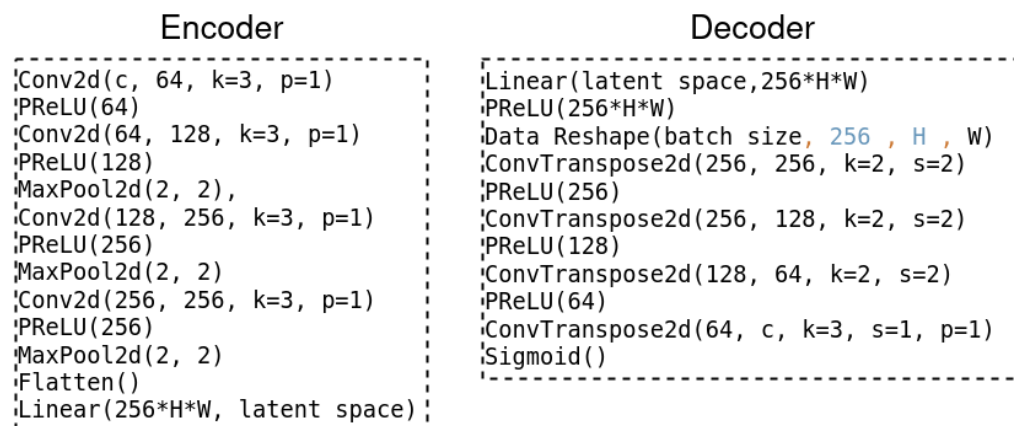 Encoder
Conv2d(c, 64, k=3, p=1)
PReLU(64)
Conv2d(64, 128, k=3, p=1)
PReLU(128)
MaxPool2d(2, 2),
Conv2d(128, 256, k=3, p=1)
PReLU(256)
MaxPool2d(2, 2)
Conv2d(256, 256, k=3, p=1)
PReLU(256)
MaxPool2d(2, 2)
Flatten()
Linear(256*H*W, latent space)
Decoder
Linear(latent space,256*H*W)
PReLU(256*H*W)
Data Reshape(batch size, 256 , H , W)
ConvTranspose2d(256, 256, k=2, s=2)
PReLU(256)
ConvTranspose2d(256, 128, k=2, s=2)
PReLU(128)
ConvTranspose2d(128, 64, k=2, s=2)
PReLU(64)
ConvTranspose2d(64, c, k=3, s=1, p=1)
Sigmoid()